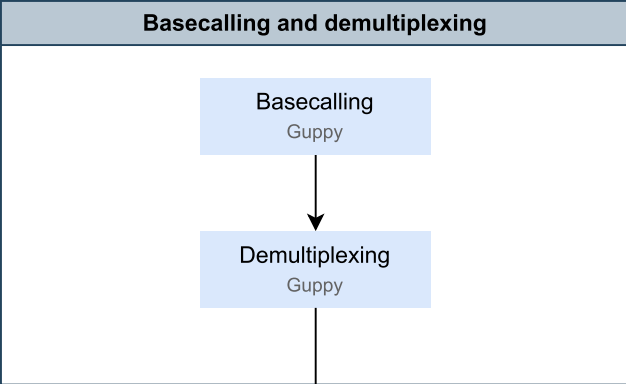 Basecalling and demultiplexing
Basecalling
Guppy
Demultiplexing
Guppy